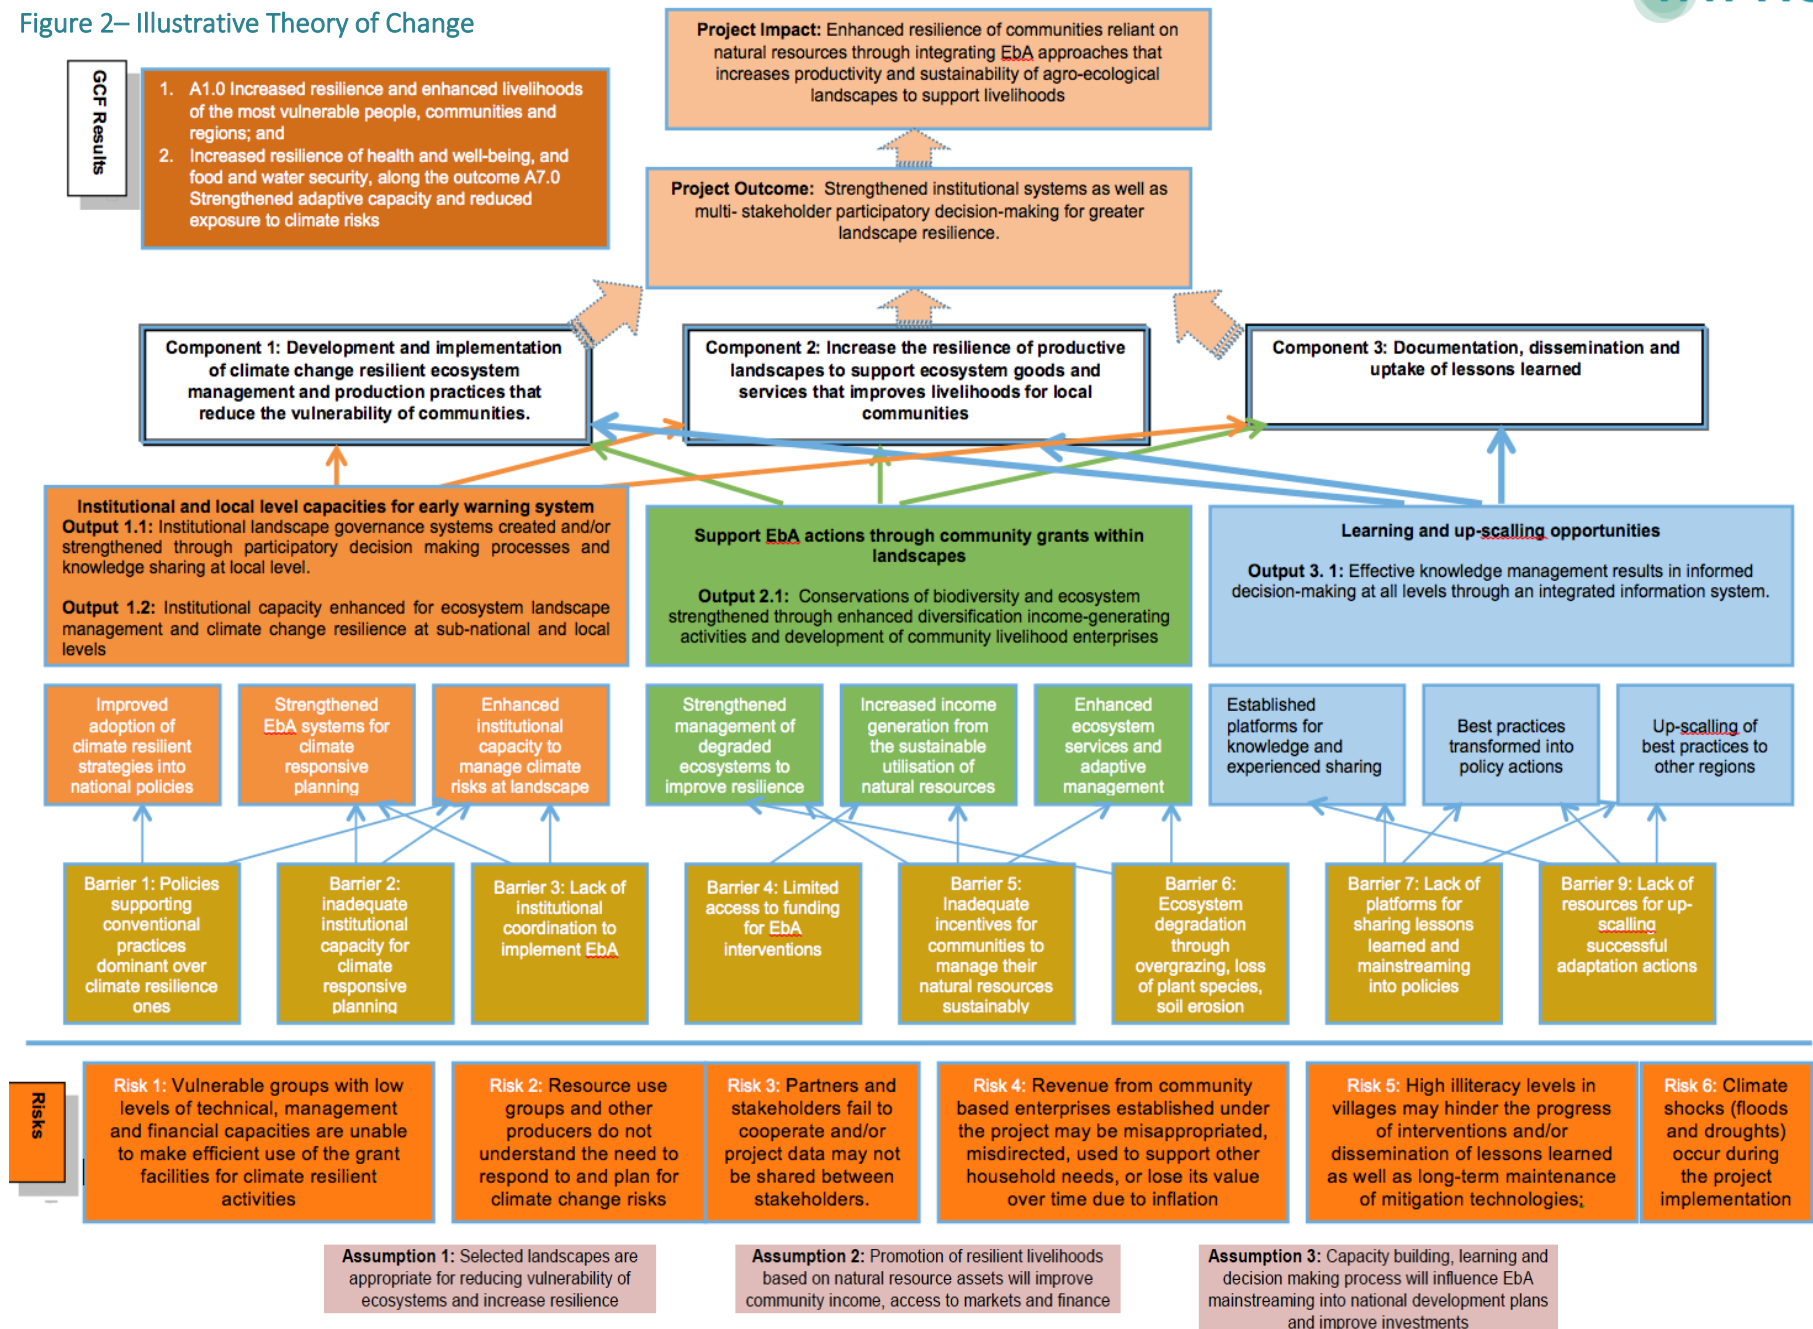 Figure 2– Illustrative Theory of Change
GCF Results
1. A1.0 Increased resilience and enhanced livelihoods
of the most vulnerable people, communities and
regions; and
2. Increased resilience of health and well-being, and
food and water security, along the outcome A7.0
Strengthened adaptive capacity and reduced
exposure to climate risks
Project Impact: Enhanced resilience of communities reliant on
natural resources through integrating EbA approaches that
increases productivity and sustainability of agro-ecological
landscapes to support livelihoods
Project Outcome: Strengthened institutional systems as well as
multi- stakeholder participatory decision-making for greater
landscape resilience.
Component 1: Development and implementation
of climate change resilient ecosystem
management and production practices that
reduce the vulnerability of communities.
Component 2: Increase the resilience of productive
landscapes to support ecosystem goods and
services that improves livelihoods for local
communities
Component 3: Documentation, dissemination and
uptake of lessons learned
Institutional and local level capacities for early warning system
Output 1.1: Institutional landscape governance systems created and/or
strengthened through participatory decision making processes and
knowledge sharing at local level.
Output 1.2: Institutional capacity enhanced for ecosystem landscape
management and climate change resilience at sub-national and local
levels
Support EbA actions through community grants within
landscapes
Output 2.1: Conservations of biodiversity and ecosystem
strengthened through enhanced diversification income-generating
activities and development of community livelihood enterprises
Learning and up-scalling opportunities
Output 3. 1: Effective knowledge management results in informed
decision-making at all levels through an integrated information system.
Improved
adoption of
climate resilient
strategies into
national policies
Strengthened
EbA systems for
climate
responsive
planning
Enhanced
institutional
capacity to
manage climate
risks at landscape
Strengthened
management of
degraded
ecosystems to
improve resilience
Increased income
generation from
the sustainable
utilisation of
natural resources
Enhanced
ecosystem
services and
adaptive
management
Established
platforms for
knowledge and
experienced sharing
Best practices
transformed into
policy actions
Up-scalling of
best practices to
other regions
Barrier 1: Policies
supporting
conventional
practices
dominant over
climate resilience
ones
Barrier 2:
inadequate
institutional
capacity for
climate
responsive
planning
Barrier 3: Lack of
institutional
coordination to
implement EbA
Barrier 4: Limited
access to funding
for EbA
interventions
Barrier 5:
Inadequate
incentives for
communities to
manage their
natural resources
sustainably
Barrier 6:
Ecosystem
degradation
through
overgrazing, loss
of plant species,
soil erosion
Barrier 7: Lack of
platforms for
sharing lessons
learned and
mainstreaming
into policies
Barrier 9: Lack of
resources for up-
scalling
successful
adaptation actions
Risks
Risk 1: Vulnerable groups with low
levels of technical, management
and financial capacities are unable
to make efficient use of the grant
facilities for climate resilient
activities
Risk 2: Resource use
groups and other
producers do not
understand the need to
respond to and plan for
climate change risks
Risk 3: Partners and
stakeholders fail to
cooperate and/or
project data may not
be shared between
stakeholders.
Risk 4: Revenue from community
based enterprises established under
the project may be misappropriated,
misdirected, used to support other
household needs, or lose its value
over time due to inflation
Risk 5: High illiteracy levels in
villages may hinder the progress
of interventions and/or
dissemination of lessons learned
as well as long-term maintenance
of mitigation technologies;
Risk 6: Climate
shocks (floods
and droughts)
occur during
the project
implementation
Assumption 1: Selected landscapes are
appropriate for reducing vulnerability of
ecosystems and increase resilience
Assumption 2: Promotion of resilient livelihoods
based on natural resource assets will improve
community income, access to markets and finance
Assumption 3: Capacity building, learning and
decision making process will influence EbA
mainstreaming into national development plans
and improve investments